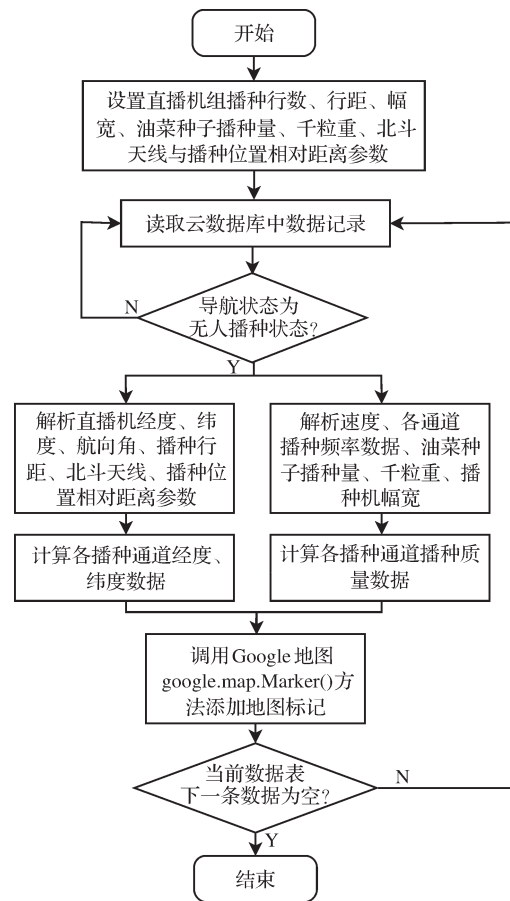 开始
设置直播机组播种行数、行距、幅
宽、油菜种子播种量、千粒重、北斗
天线与播种位置相对距离参数
读取云数据库中数据记录
N
导航状态为
无人播种状态?
Y
解析直播机经度、纬
度、航向角、播种行
距、北斗天线、播种位
置相对距离参数
解析速度、各通道
播种频率数据、油菜种
子播种量、千粒重、播
种机幅宽
计算各播种通道经度、
纬度数据
计算各播种通道播种质
量数据
调用Google地图
google.map.Marker()方
法添加地图标记
当前数据表
下一条数据为空?
N
Y
结束